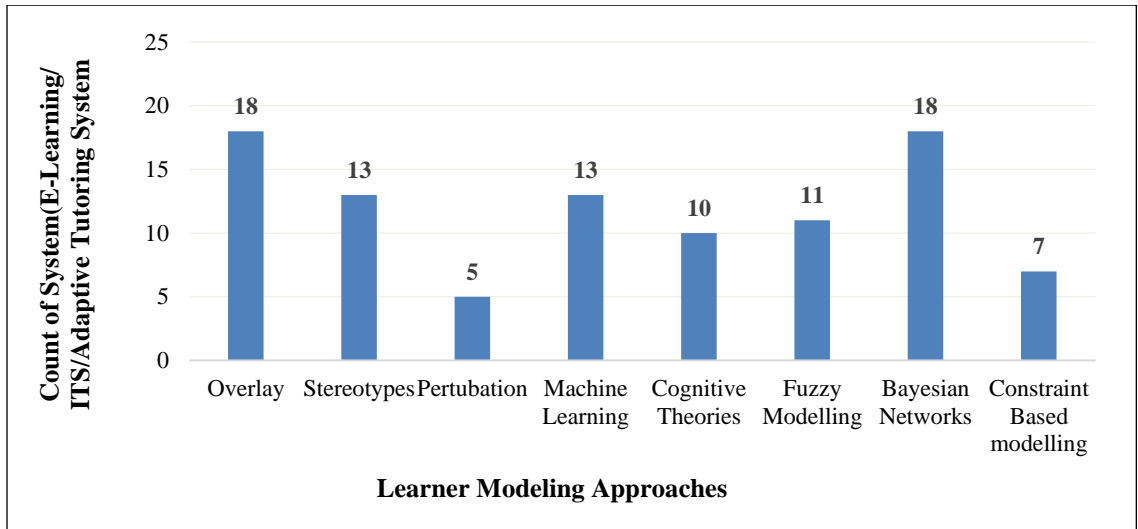 Count of System(E-Learning/
ITS/Adaptive Tutoring System
25
20
15
10
5
0
18
13
5
13
10
11
18
7
Overlay
Stereotypes
Pertubation
Machine
Learning
Cognitive
Theories
Fuzzy
Modelling
Bayesian
Networks
Constraint
Based
modelling
Learner Modeling Approaches